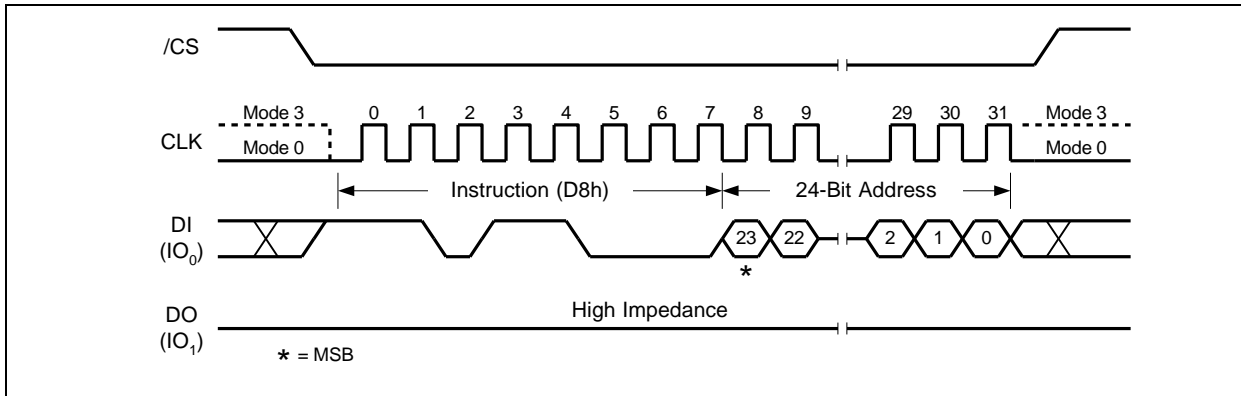 /CS
Mode 3
0 1 2 3 4 5 6 7 8 9 29 30 31
Mode 3
CLK
Mode 0
Mode 0
Instruction (D8h)
24-Bit Address
DI
(IO0)
23 22 2 1 0
*
High Impedance
DO
(IO1)
* = MSB